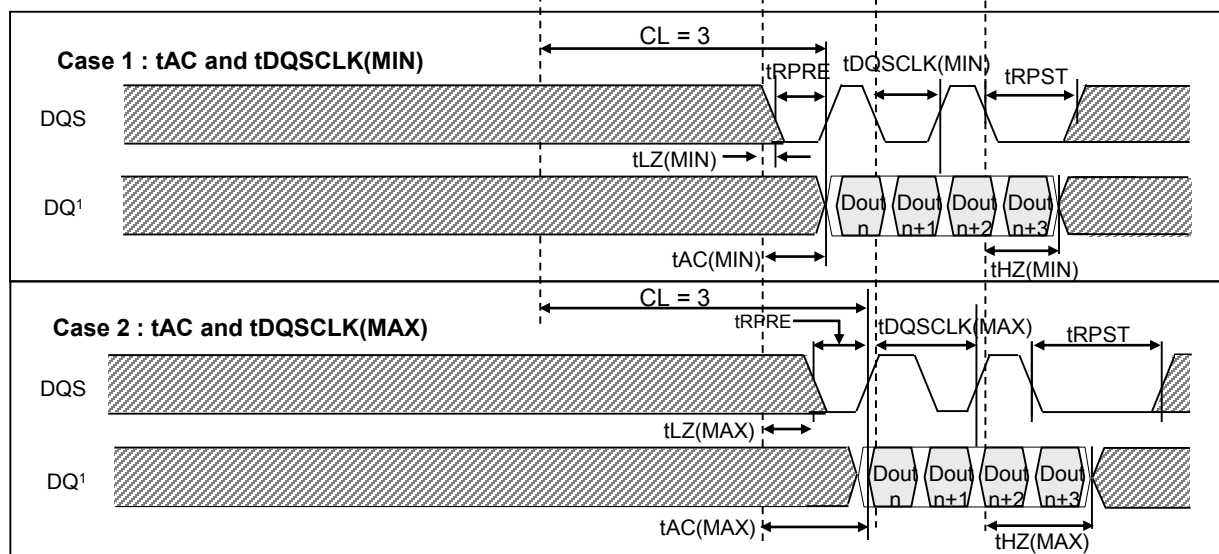 CL = 3
Case 1 : tAC and tDQSCLK(MIN)
tRPRE
tDQSCLK(MIN)
tRPST
DQS
tLZ(MIN)
DQ1
Dout
n
Dout
n+1
Dout
n+2
Dout
n+3
tAC(MIN)
tHZ(MIN)
CL = 3
Case 2 : tAC and tDQSCLK(MAX)
tRPRE
tDQSCLK(MAX)
tRPST
DQS
tLZ(MAX)
DQ1
Dout
n
Dout
n+1
Dout
n+2
Dout
n+3
tAC(MAX)
tHZ(MAX)